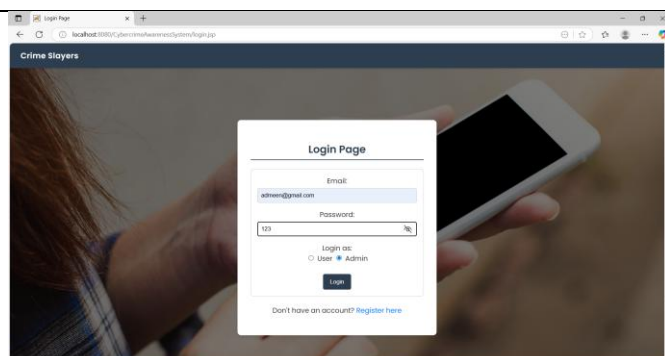 Login Page
localhost:8080/CybercrimeAwarenessSystem/login.jsp
Crime Slayers
Login Page
Email:
admeen@gmail.com
Password:
123
Login as:
User Admin
Login
Don't have an account? Register here